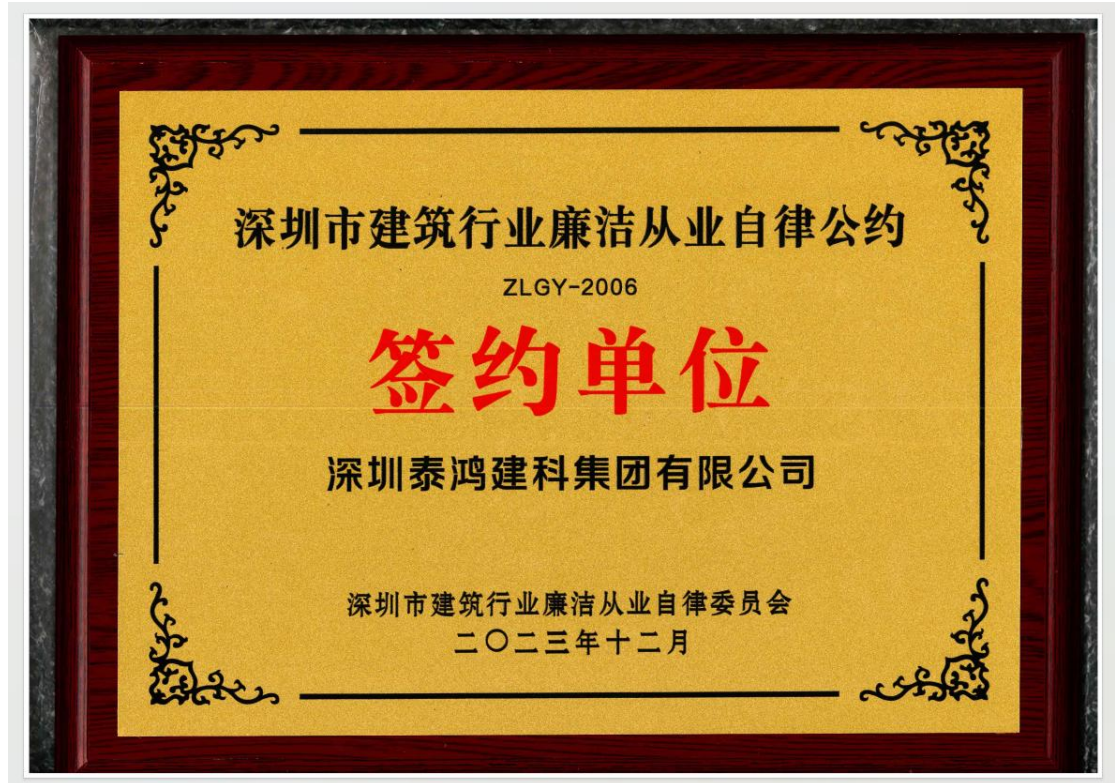 深圳市建筑行业廉洁从业自律公约
ZLGY-2006
签约单位
深圳泰鸿建科集团有限公司
深圳市建筑行业廉洁从业自律委员会
二〇二三年十二月